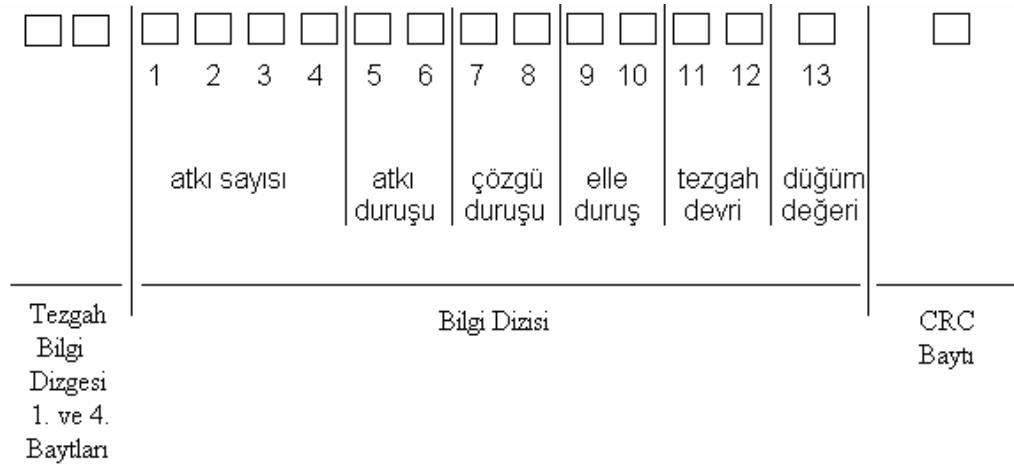 1 2 3 4 5 6 7 8 9 10 11 12 13
atkı sayısı atkı çözgü elle tezgah düğüm
duruşu duruşu duruş devri değeri
Tezgah Bilgi Dizisi CRC
Bilgi Baytı
Dizgesi
1. ve 4.
Baytları